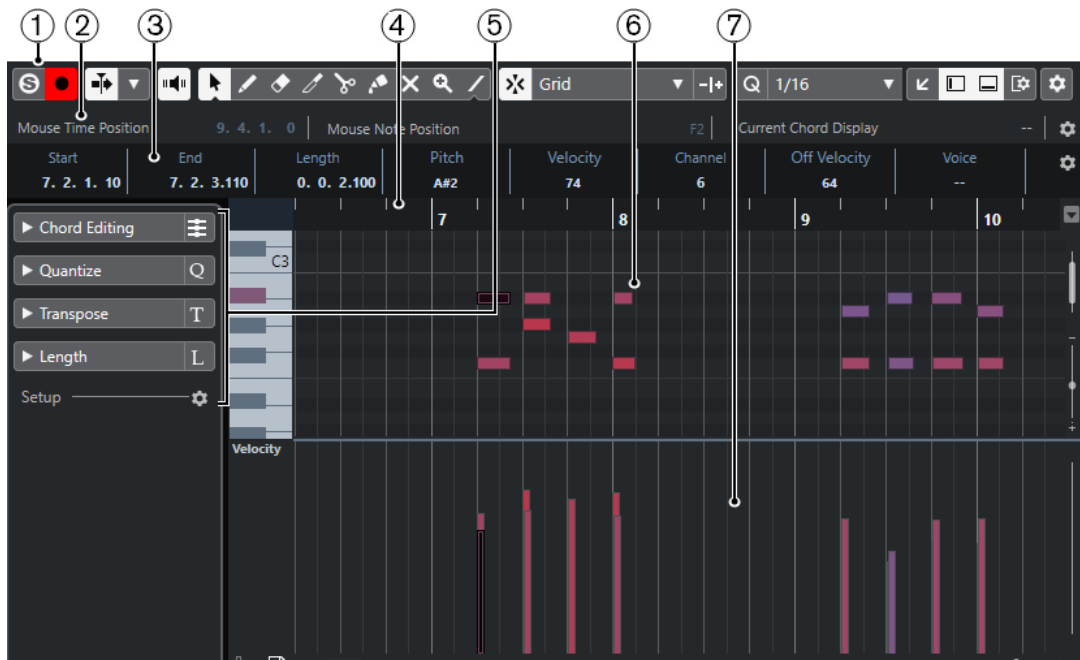 1 2 3 4 5 6 7
S Grid Q 1/16
Mouse Time Position 9. 4. 1. 0 Mouse Note Position F2 Current Chord Display --
Start End Length Pitch Velocity Channel Off Velocity Voice
7. 2. 1. 10 7. 2. 3.110 0. 0. 2.100 A#2 74 6 64 --
7 8 9 10
Chord Editing
C3
Quantize Q
Transpose T
Length L
Setup
Velocity